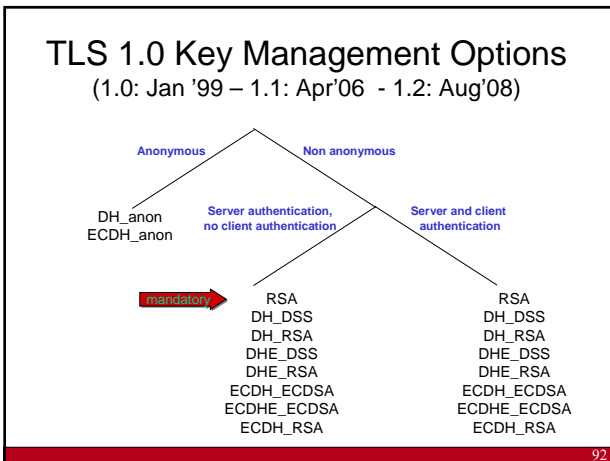 TLS 1.0 Key Management Options
(1.0: Jan ’99 – 1.1: Apr’06 - 1.2: Aug’08)
Anonymous
Non anonymous
DH_anon
ECDH_anon
Server authentication,
no client authentication
Server and client
authentication
mandatory
RSA
DH_DSS
DH_RSA
DHE_DSS
DHE_RSA
ECDH_ECDSA
ECDHE_ECDSA
ECDH_RSA
RSA
DH_DSS
DH_RSA
DHE_DSS
DHE_RSA
ECDH_ECDSA
ECDHE_ECDSA
ECDH_RSA
92